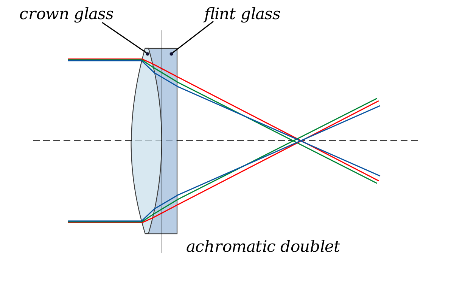 crown glass
flint glass
achromatic doublet